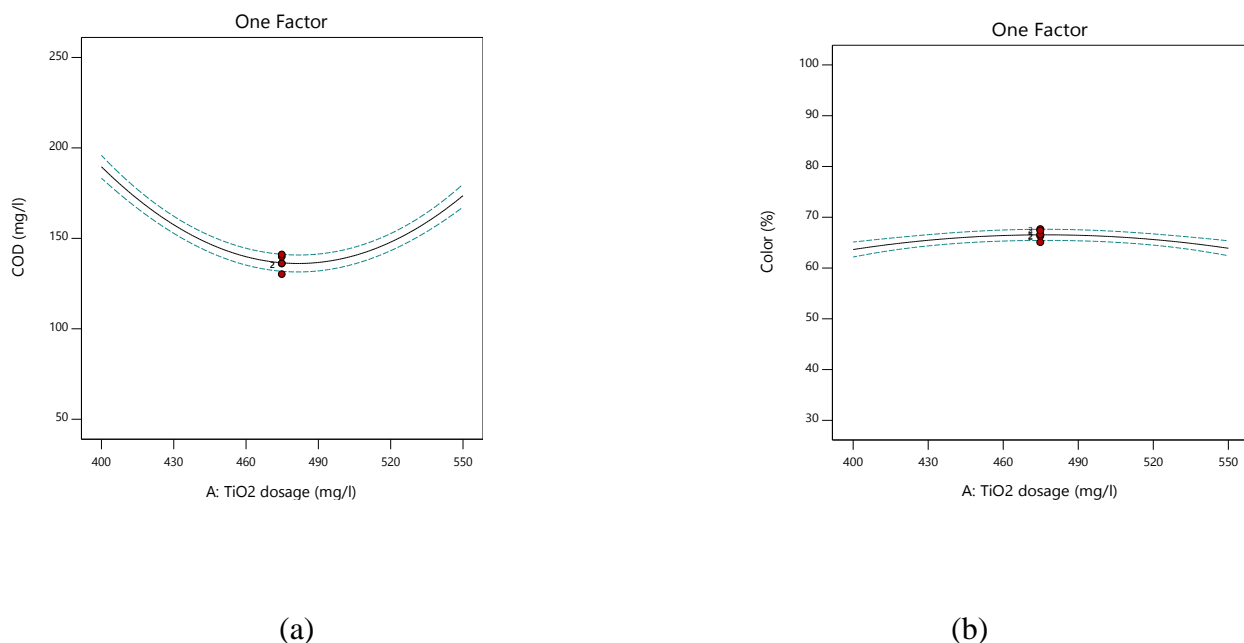 One Factor
250
200
150
100
50
COD (mg/l)
2
400 430 460 490 520 550
A: TiO2 dosage (mg/l)
One Factor
100
90
80
70
60
50
40
30
Color (%)
400 430 460 490 520 550
A: TiO2 dosage (mg/l)
(a) (b)